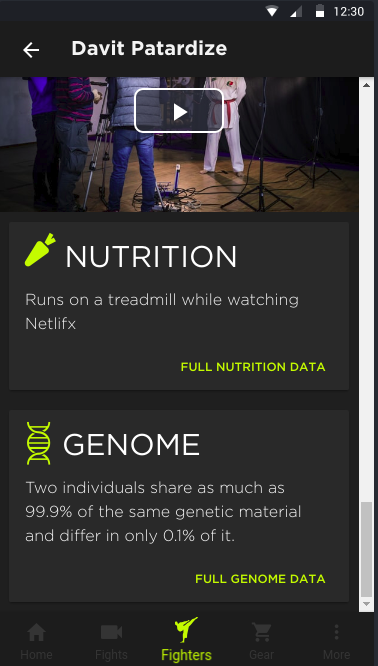 12:30
Davit Patardize
NUTRITION
Runs on a treadmill while watching
Netlifx
FULL NUTRITION DATA
GENOME
Two individuals share as much as
99.9% of the same genetic material
and differ in only 0.1% of it.
FULL GENOME DATA
Home Fights Fighters Gear More